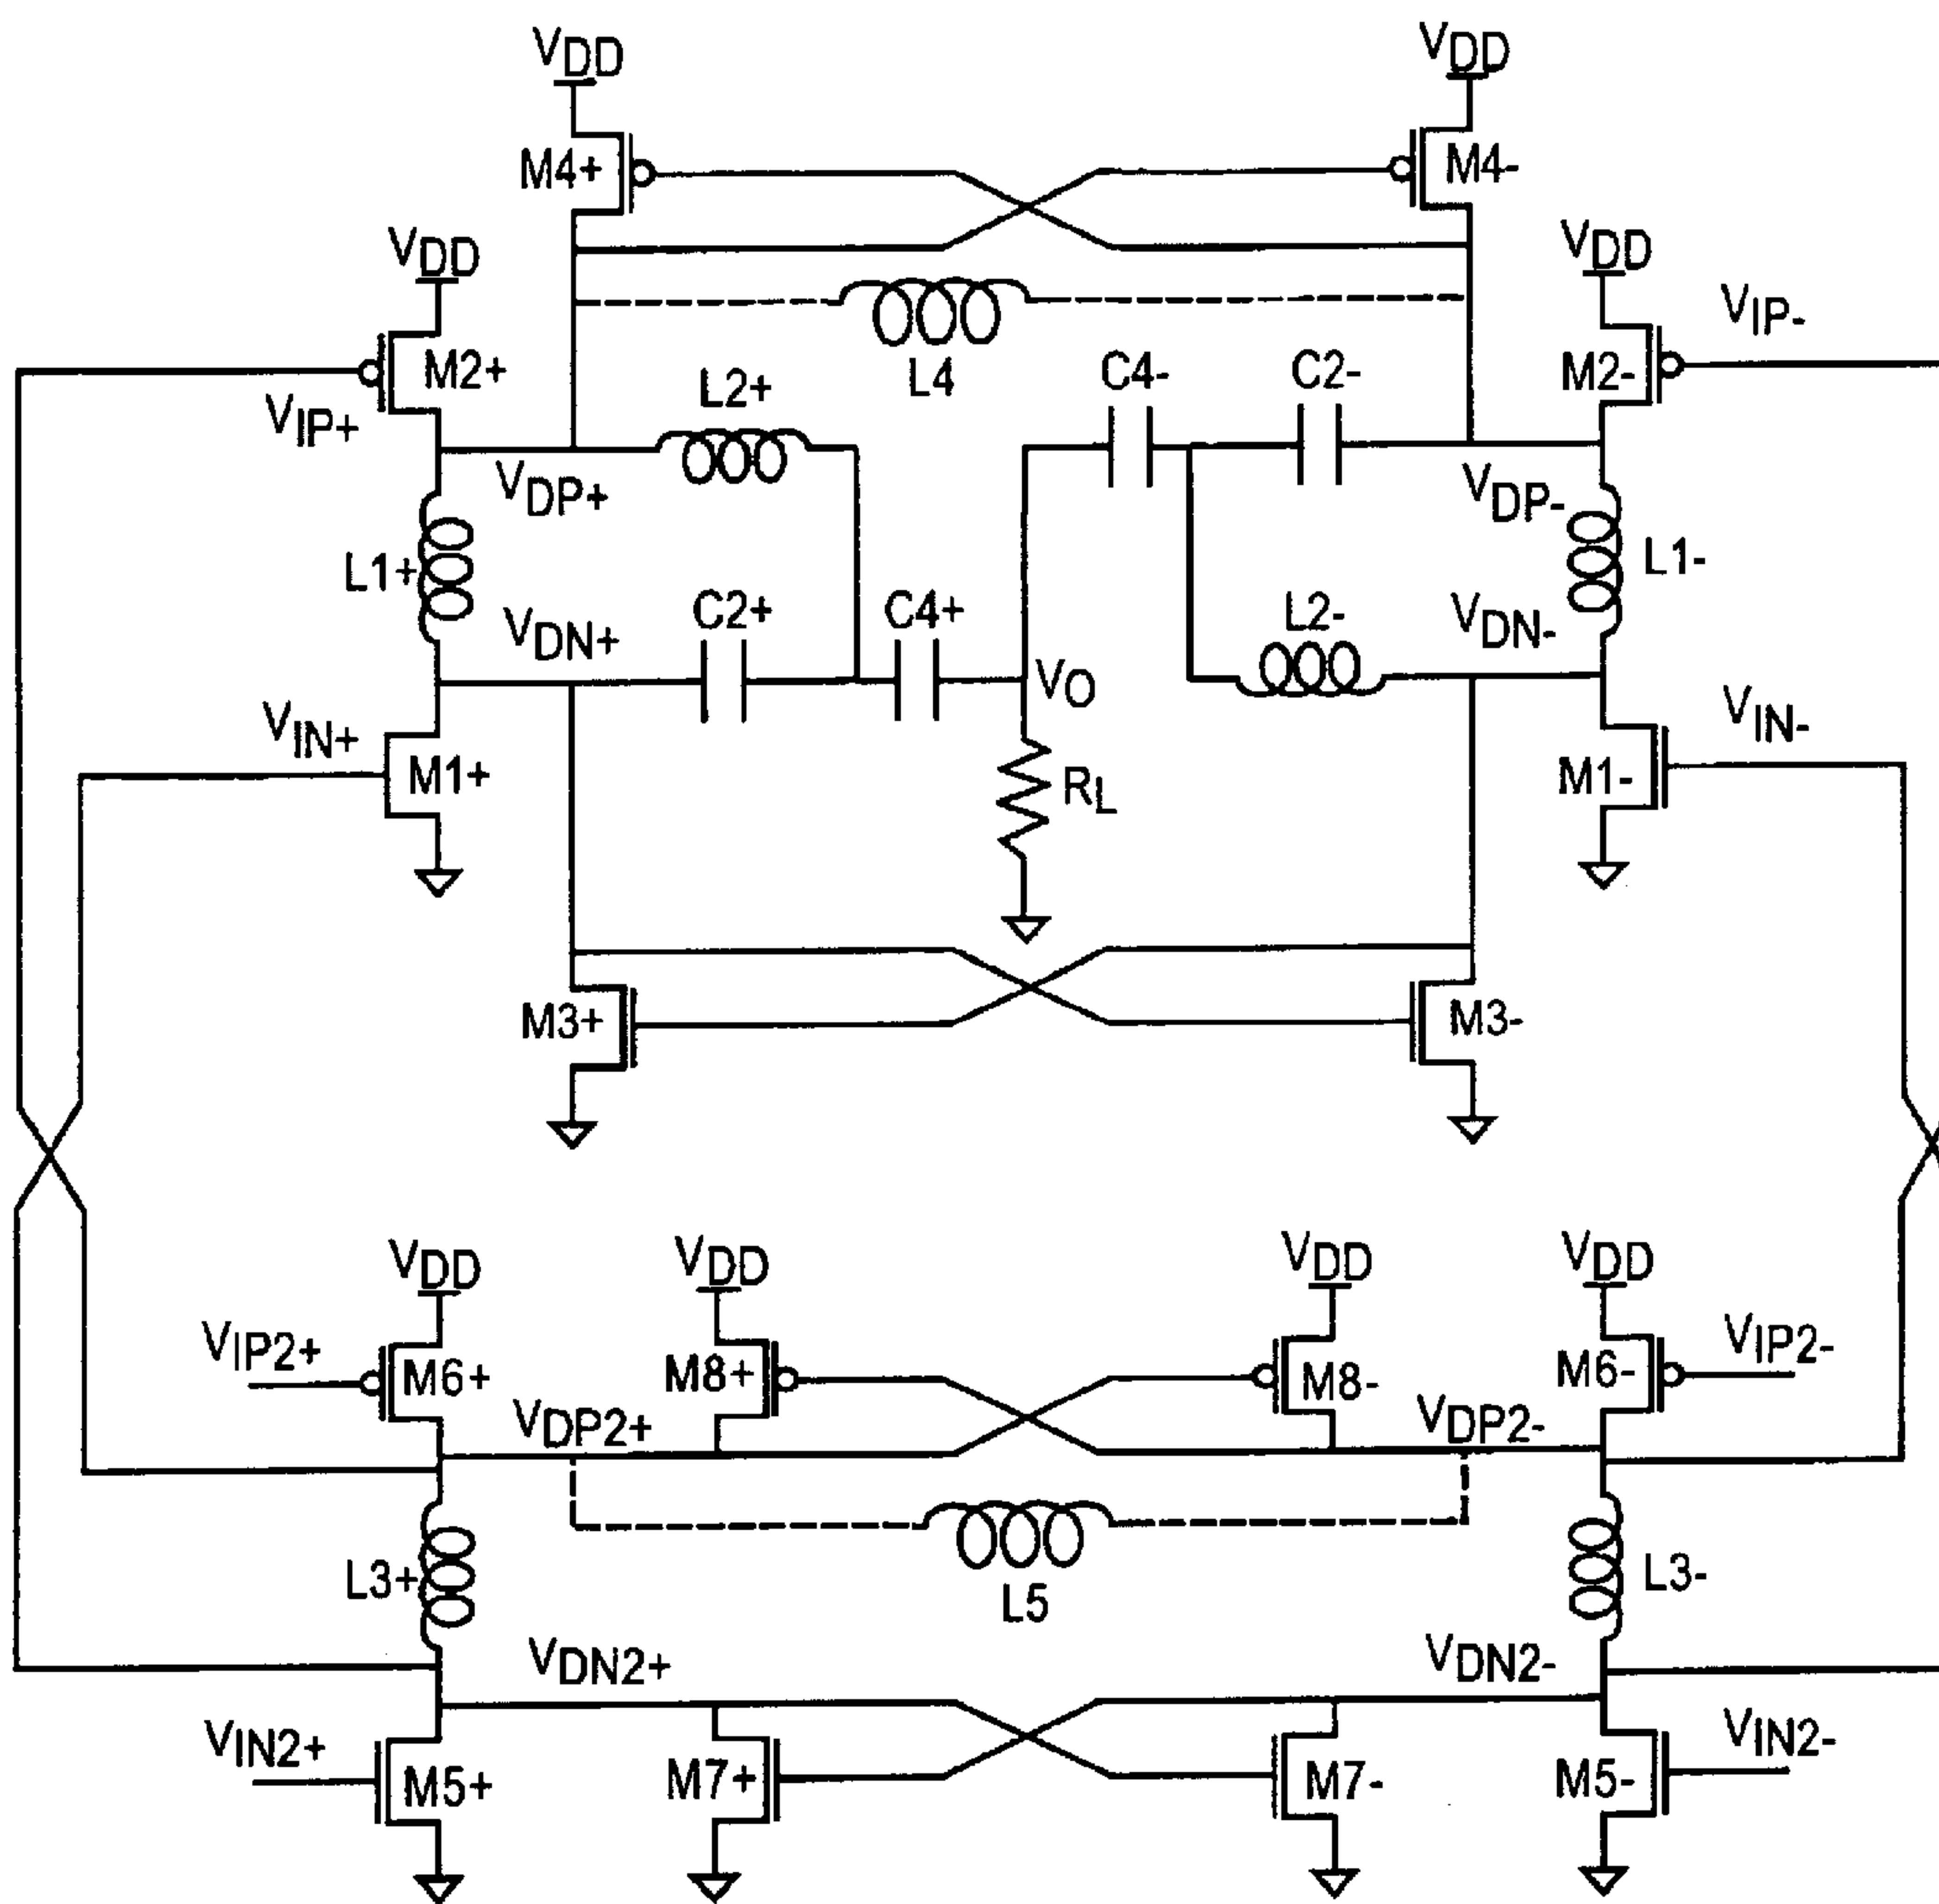 VDD VDD
M4+ M4-
VDD VDD
VIP-
M2+ M2-
VIP+
L4
L2+ C4- C2-
VDP+ VDP-
L1+ L1-
C2+ C4+ L2-
VDN+ VDN-
VO
VIN+ VIN-
M1+ RL M1-
M3+ M3-
VDD VDD VDD VDD
VIP2+ VIP2-
M6+ M8+ M8- M6-
VDP2+ VDP2-
L3+ L5 L3-
VDN2+ VDN2-
VIN2+ VIN2-
M5+ M7+ M7- M5-